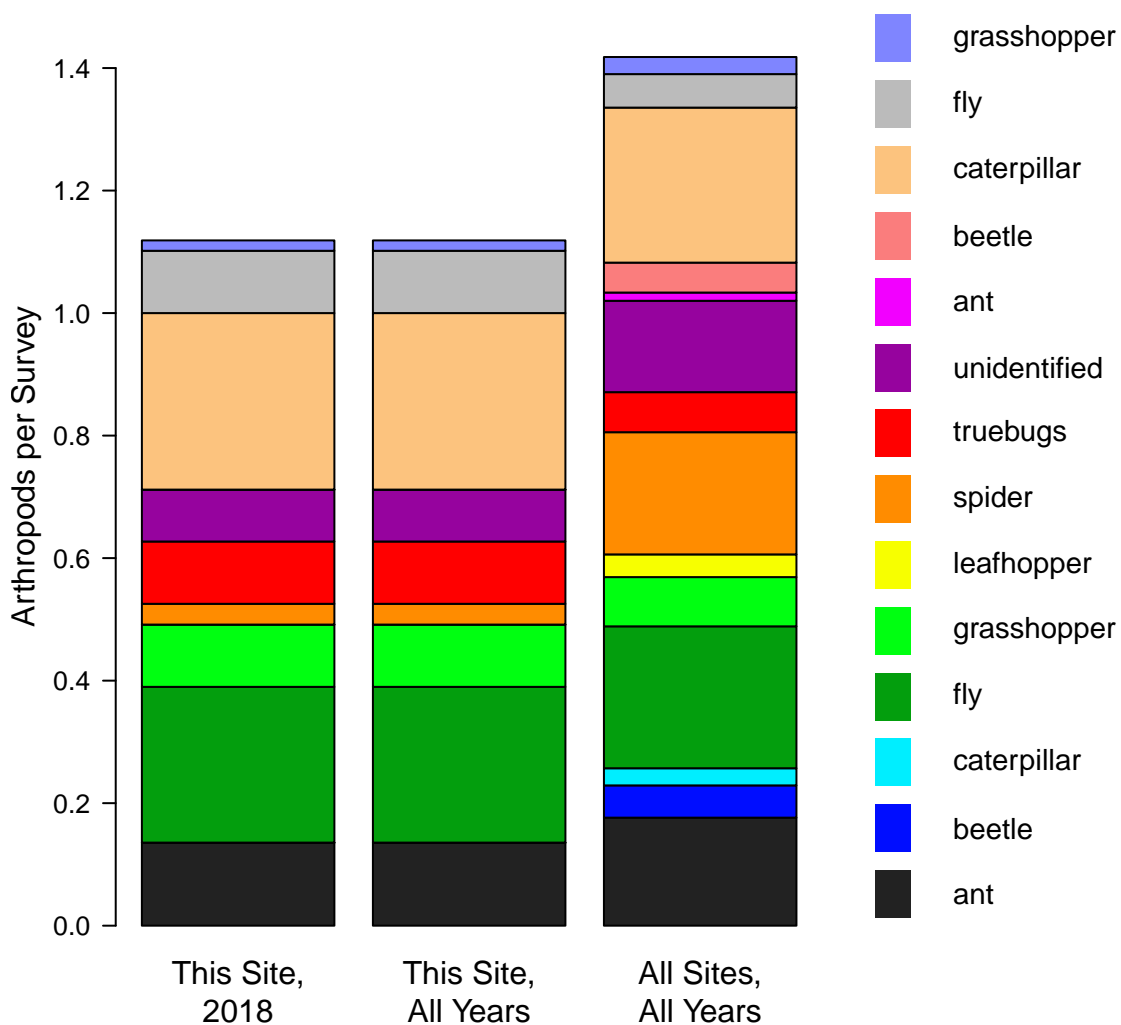 Arthropods per Survey
1.4
1.2
1.0
0.8
0.6
0.4
0.2
0.0
This Site,
2018
This Site,
All Years
All Sites,
All Years
grasshopper
fly
caterpillar
beetle
ant
unidentified
truebugs
spider
leafhopper
grasshopper
fly
caterpillar
beetle
ant